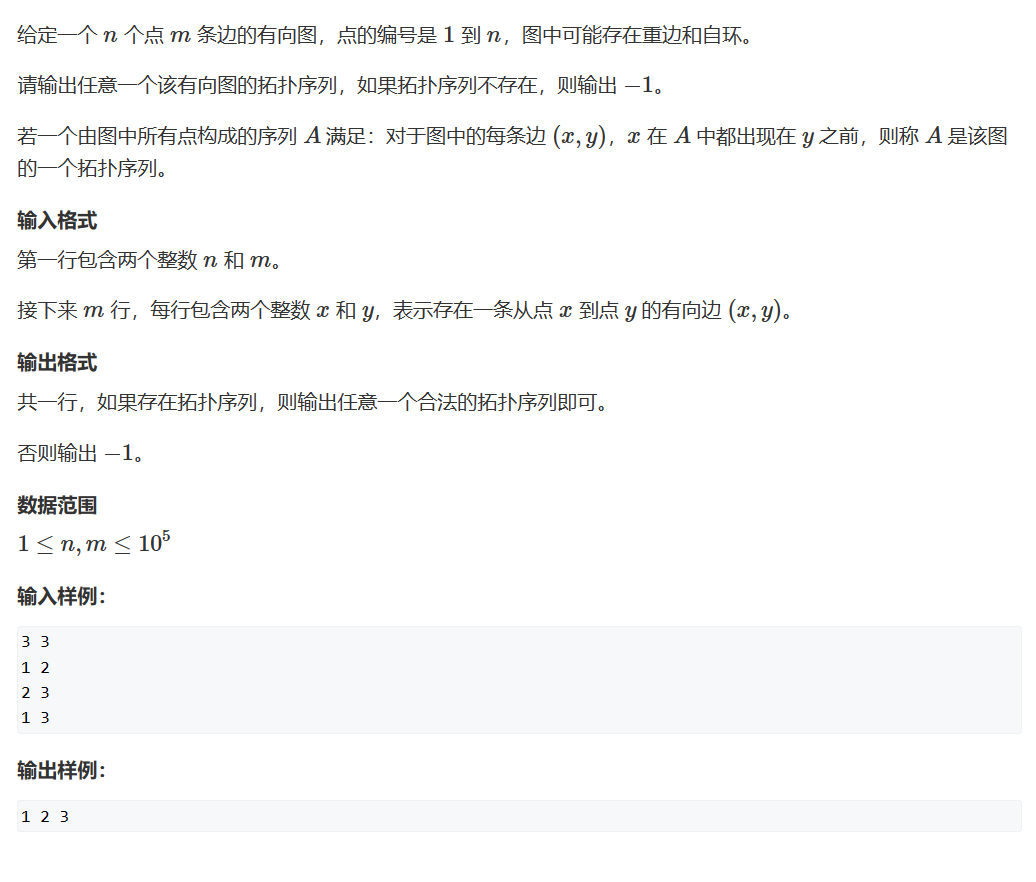 给定一个 n 个点 m 条边的有向图，点的编号是 1 到 n，图中可能存在重边和自环。
请输出任意一个该有向图的拓扑序列，如果拓扑序列不存在，则输出 −1。
若一个由图中所有点构成的序列 A 满足：对于图中的每条边 (x, y)，x 在 A 中都出现在 y 之前，则称 A 是该图
的一个拓扑序列。
输入格式
第一行包含两个整数 n 和 m。
接下来 m 行，每行包含两个整数 x 和 y，表示存在一条从点 x 到点 y 的有向边 (x, y)。
输出格式
共一行，如果存在拓扑序列，则输出任意一个合法的拓扑序列即可。
否则输出 −1。
数据范围
1 ≤ n, m ≤ 10⁵
输入样例：
3 3
1 2
2 3
1 3
输出样例：
1 2 3